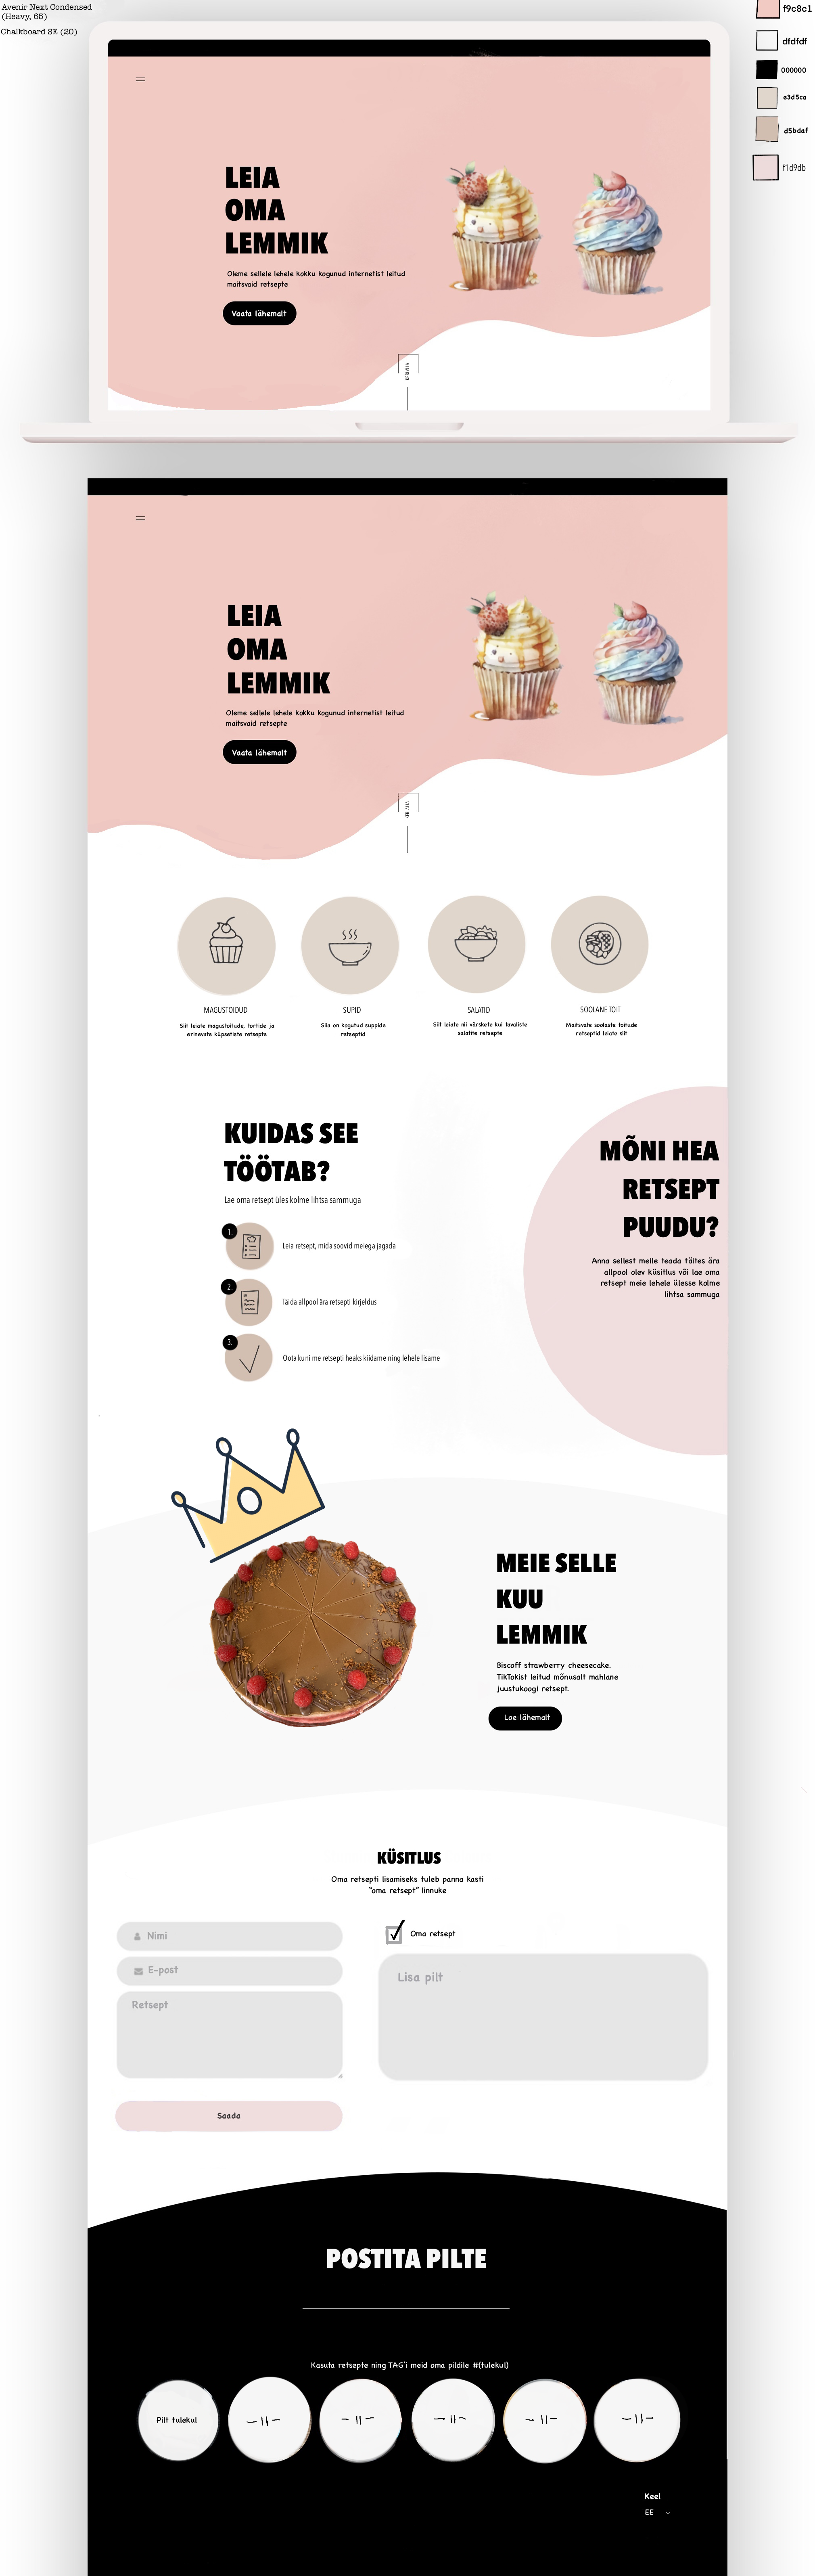 Avenir Next Condensed
(Heavy, 65)
Chalkboard SE (20)
f9c8c1
dfdfdf
000000
e3d5ca
d5bdaf
f1d9db
LEIA
OMA
LEMMIK
Oleme sellele lehele kokku kogunud internetist leitud
maitsvaid retsepte
Vaata lähemalt
KERI ALLA
LEIA
OMA
LEMMIK
Oleme sellele lehele kokku kogunud internetist leitud
maitsvaid retsepte
Vaata lähemalt
KERI ALLA
MAGUSTOIDUD
Siit leiate magustoitude, tortide ja
erinevate küpsetiste retsepte
SUPID
Siia on kogutud suppide
retseptid
SALATID
Siit leiate nii värskete kui tavaliste
salatite retsepte
SOOLANE TOIT
Maitsvate soolaste toitude
retseptid leiate siit
KUIDAS SEE
TÖÖTAB?
Lae oma retsept üles kolme lihtsa sammuga
1.
Leia retsept, mida soovid meiega jagada
2.
Täida allpool ära retsepti kirjeldus
3.
Oota kuni me retsepti heaks kiidame ning lehele lisame
MÕNI HEA
RETSEPT
PUUDU?
Anna sellest meile teada täites ära
allpool olev küsitlus või lae oma
retsept meie lehele ülesse kolme
lihtsa sammuga
MEIE SELLE
KUU
LEMMIK
Biscoff strawberry cheesecake.
TikTokist leitud mõnusalt mahlane
juustukoogi retsept.
Loe lähemalt
KÜSITLUS
Oma retsepti lisamiseks tuleb panna kasti
"oma retsept" linnuke
Nimi
E-post
Retsept
Saada
Oma retsept
Lisa pilt
POSTITA PILTE
Kasuta retsepte ning TAG'i meid oma pildile #(tulekul)
Pilt tulekul
-11-
-11-
-11-
-11-
-11-
Keel
EE